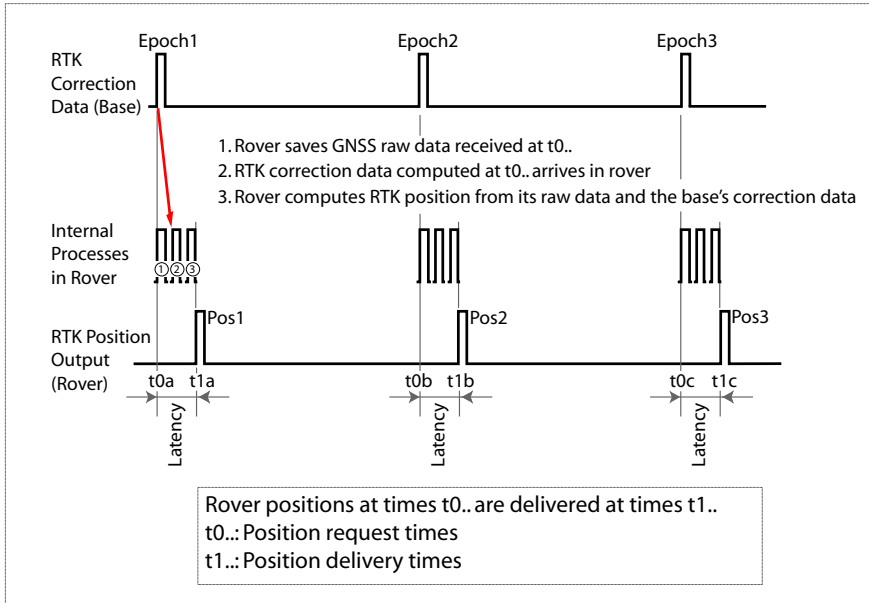 Epoch1 Epoch2 Epoch3
RTK
Correction
Data (Base)
1. Rover saves GNSS raw data received at t0..
2. RTK correction data computed at t0.. arrives in rover
3. Rover computes RTK position from its raw data and the base's correction data
Internal
Processes
in Rover
① ② ③
Pos1 Pos2 Pos3
RTK Position
Output
(Rover)
t0a t1a t0b t1b t0c t1c
Latency Latency Latency
Rover positions at times t0.. are delivered at times t1..
t0..: Position request times
t1..: Position delivery times